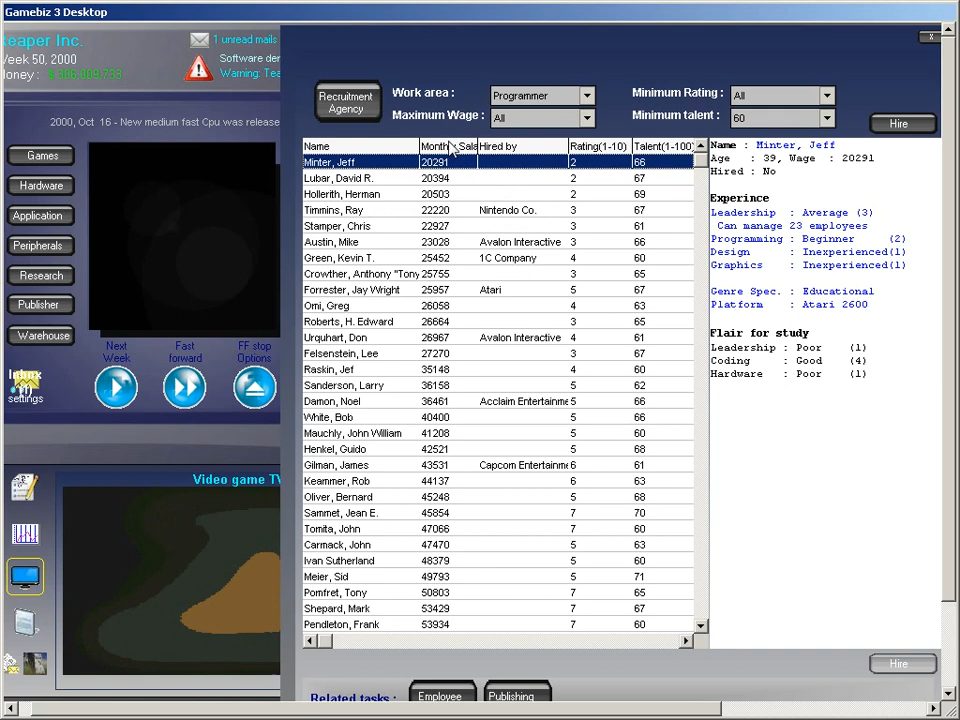 Gamebiz 3 Desktop
eaper Inc.
Week 50, 2000
Money :
1 unread mails
Software der
Warning: Tea
2000, Oct 16 - New medium fast Cpu was release
Games
Hardware
Application
Peripherals
Research
Publisher
Warehouse
Next Week
Fast forward
FF stop Options
Inbox
(1)
settings
Video game TV
x
Recruitment Agency
Work area : Programmer
Minimum Rating : All
Maximum Wage : All
Minimum talent : 60
Hire
Name Month Sala Hired by Rating(1-10) Talent(1-100)
Minter, Jeff 20291 2 66
Lubar, David R. 20394 2 67
Hollerith, Herman 20503 2 69
Timmins, Ray 22220 Nintendo Co. 3 67
Stamper, Chris 22927 3 61
Austin, Mike 23028 Avalon Interactive 3 66
Green, Kevin T. 25452 1C Company 4 60
Crowther, Anthony "Tony 25755 3 65
Forrester, Jay Wright 25957 Atari 5 67
Omi, Greg 26058 4 63
Roberts, H. Edward 26664 3 65
Urquhart, Don 26967 Avalon Interactive 4 61
Felsenstein, Lee 27270 3 67
Raskin, Jef 35148 4 60
Sanderson, Larry 36158 5 62
Damon, Noel 36461 Acclaim Entertainme 5 66
White, Bob 40400 5 66
Mauchly, John William 41208 5 60
Henkel, Guido 42521 5 68
Gilman, James 43531 Capcom Entertainm 6 61
Keammer, Rob 44137 6 63
Oliver, Bernard 45248 5 68
Sammet, Jean E. 45854 7 70
Tomita, John 47066 7 60
Carmack, John 47470 5 63
Ivan Sutherland 48379 5 60
Meier, Sid 49793 5 71
Pomfret, Tony 50803 7 65
Shepard, Mark 53429 7 67
Pendleton, Frank 53934 7 60
Name : Minter, Jeff
Age : 39, Wage : 20291
Hired : No
Experince
Leadership : Average (3)
Can manage 23 employees
Programming : Beginner (2)
Design : Inexperienced(1)
Graphics : Inexperienced(1)
Genre Spec. : Educational
Platform : Atari 2600
Flair for study
Leadership : Poor (1)
Coding : Good (4)
Hardware : Poor (1)
Hire
Related tasks :
Employee
Publishing